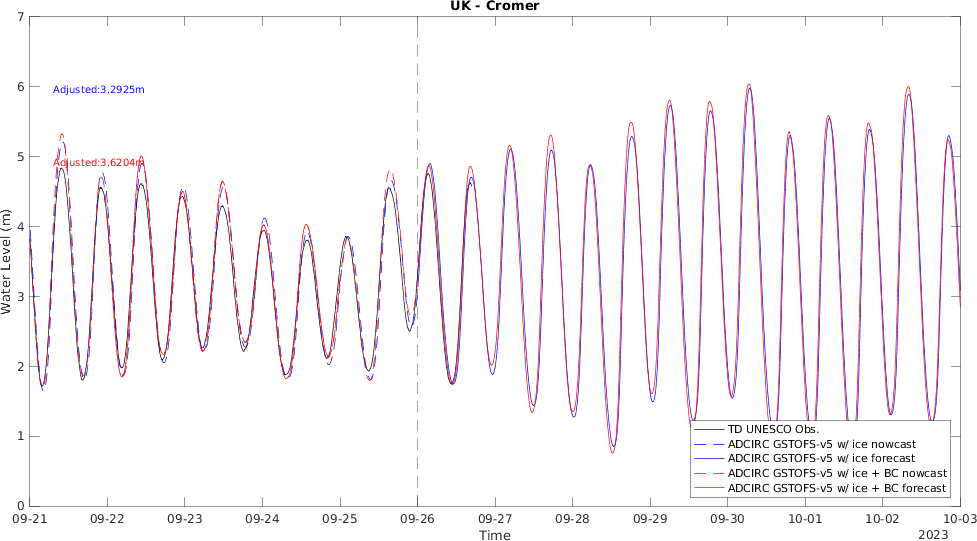 UK - Cromer
7
6
5
4
3
2
1
0
Water Level (m)
Adjusted:3.2925m
Adjusted:3.6204m
TD UNESCO Obs.
ADCIRC GSTOFS-v5 w/ ice nowcast
ADCIRC GSTOFS-v5 w/ ice forecast
ADCIRC GSTOFS-v5 w/ ice + BC nowcast
ADCIRC GSTOFS-v5 w/ ice + BC forecast
09-21 09-22 09-23 09-24 09-25 09-26 09-27 09-28 09-29 09-30 10-01 10-02 10-03
Time
2023